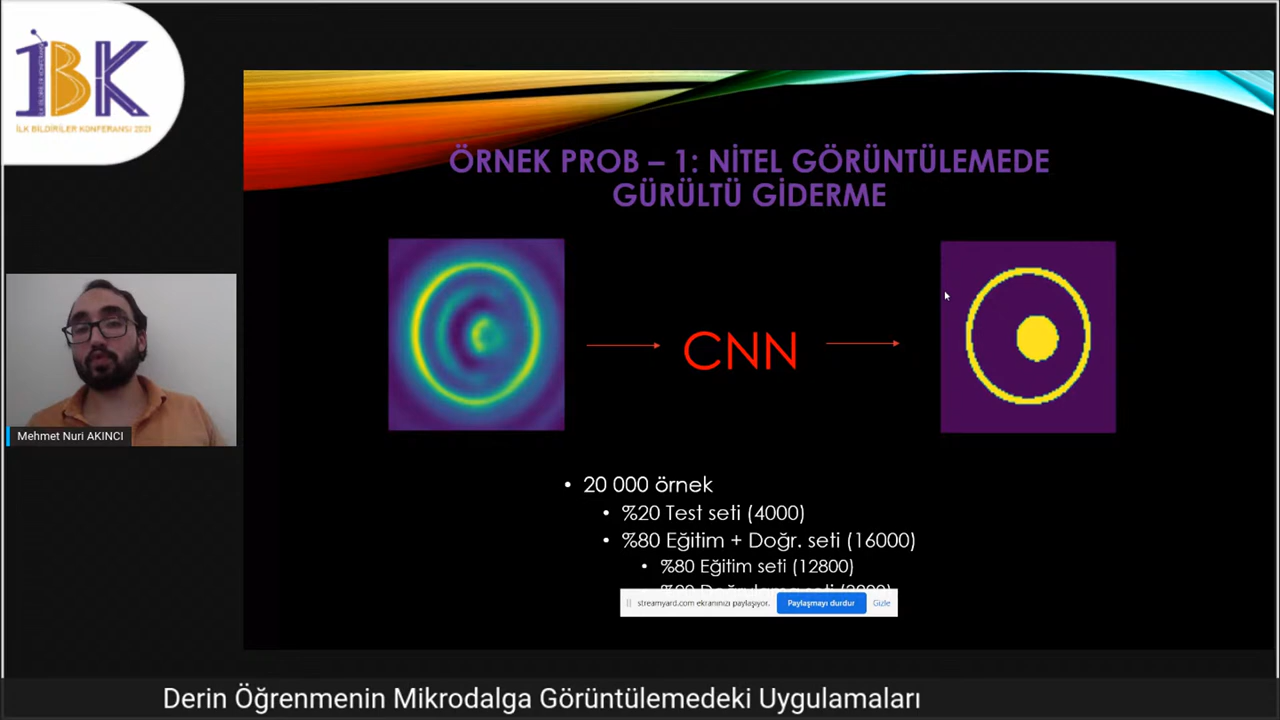 İBK
İLK BİLDİRİLER KONFERANSI 2021
ÖRNEK PROB – 1: NİTEL GÖRÜNTÜLEMEDE
GÜRÜLTÜ GİDERME
CNN
Mehmet Nuri AKINCI
• 20 000 örnek
• %20 Test seti (4000)
• %80 Eğitim + Doğr. seti (16000)
• %80 Eğitim seti (12800)
streamyard.com ekranınızı paylaşıyor.
Paylaşmayı durdur
Gizle
Derin Öğrenmenin Mikrodalga Görüntülemedeki Uygulamaları